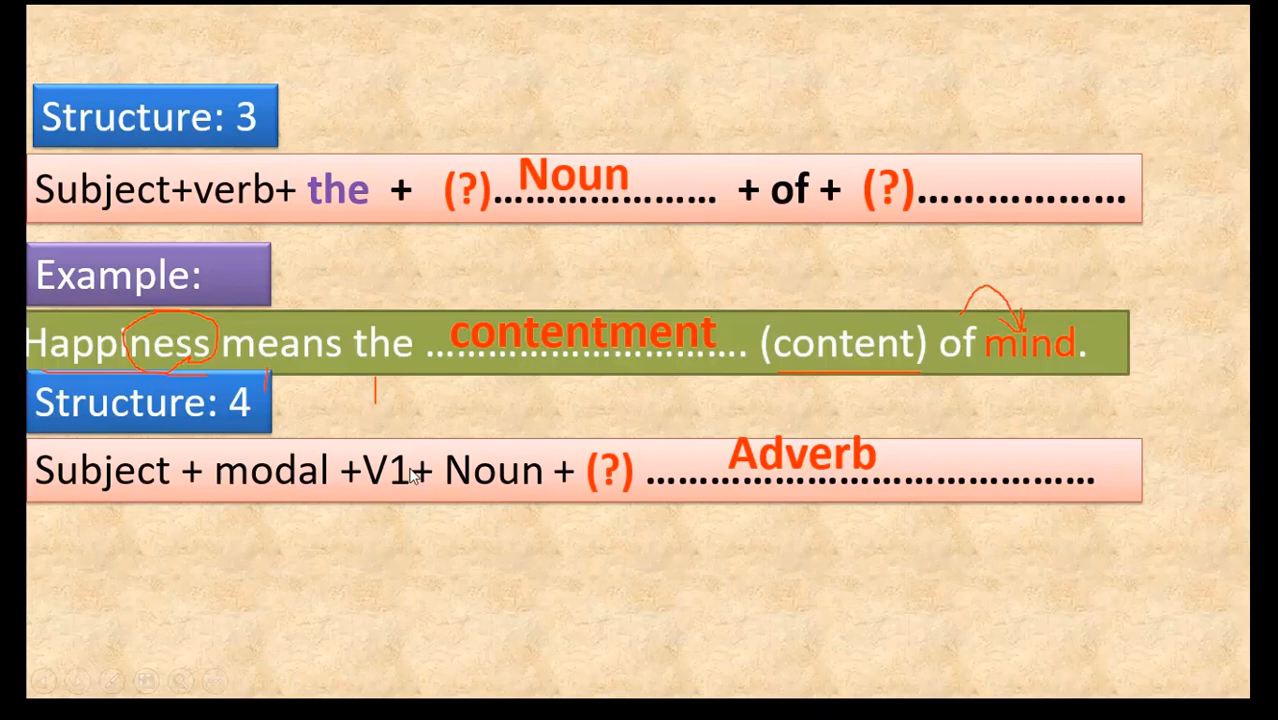 Structure: 3
Subject+verb+ the + (?).....Noun..... + of + (?)...................
Example:
Happiness means the .....contentment..... (content) of mind.
Structure: 4
Subject + modal +V1+ Noun + (?) .....Adverb.....